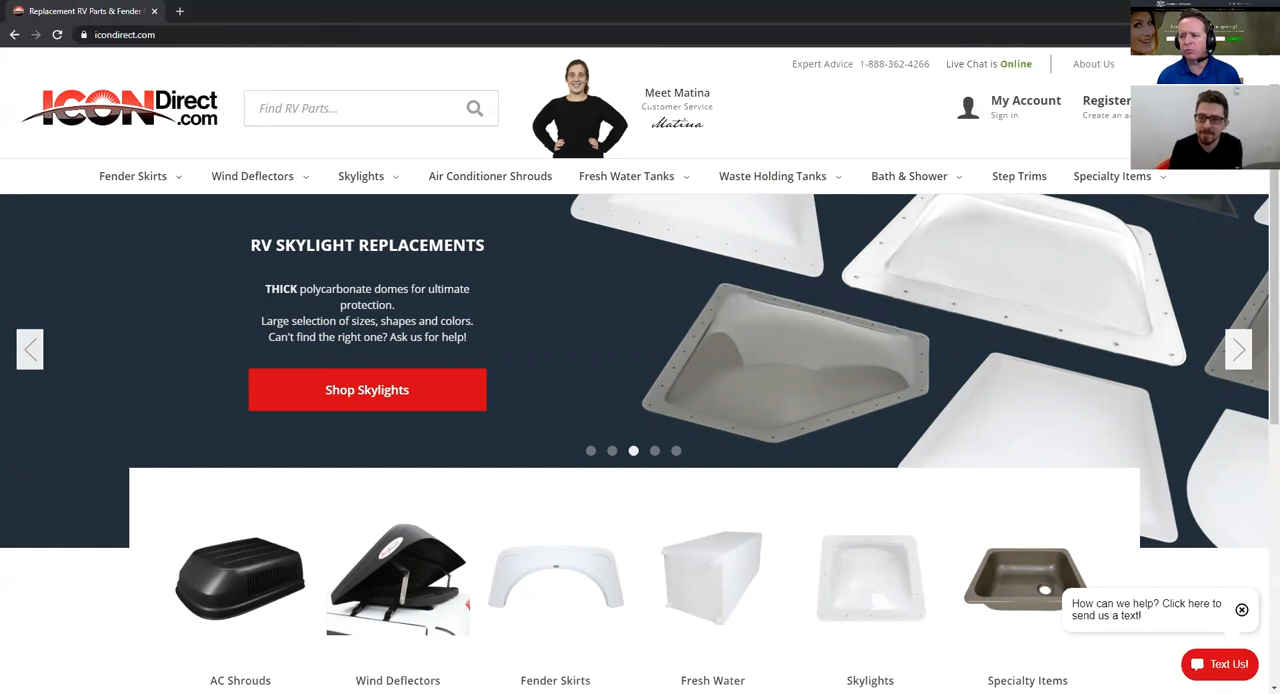 Replacement RV Parts & Fender
icondirect.com
Expert Advice 1-888-362-4266
Live Chat is Online
About Us
ICONDirect
.com
Find RV Parts...
Meet Matina
Customer Service
Matina
My Account
Sign in
Register
Create an ac
Fender Skirts
Wind Deflectors
Skylights
Air Conditioner Shrouds
Fresh Water Tanks
Waste Holding Tanks
Bath & Shower
Step Trims
Specialty Items
RV SKYLIGHT REPLACEMENTS
THICK polycarbonate domes for ultimate
protection.
Large selection of sizes, shapes and colors.
Can't find the right one? Ask us for help!
Shop Skylights
How can we help? Click here to
send us a text!
Text Us!
AC Shrouds
Wind Deflectors
Fender Skirts
Fresh Water
Skylights
Specialty Items